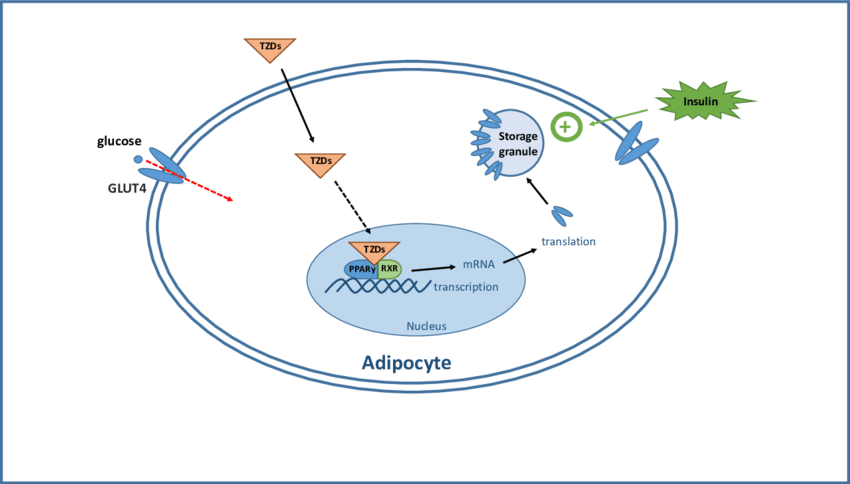 TZDs
Insulin
glucose
Storage
granule
TZDs
GLUT4
translation
TZDs
PPARγ
RXR
mRNA
transcription
Nucleus
Adipocyte